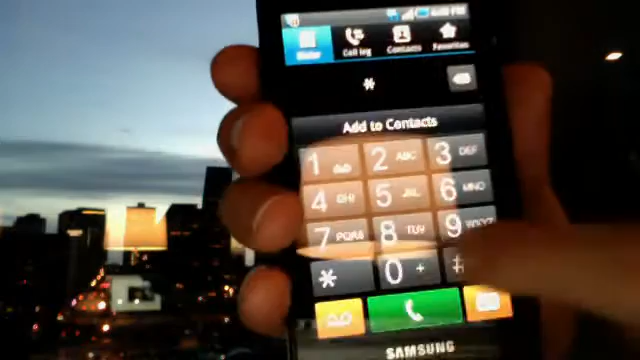 Dialer Call log Contacts Favorites
*
Add to Contacts
1 2 ABC 3 DEF
4 GHI 5 JKL 6 MNO
7 PQRS 8 TUV 9 WXYZ
* 0 + #
SAMSUNG